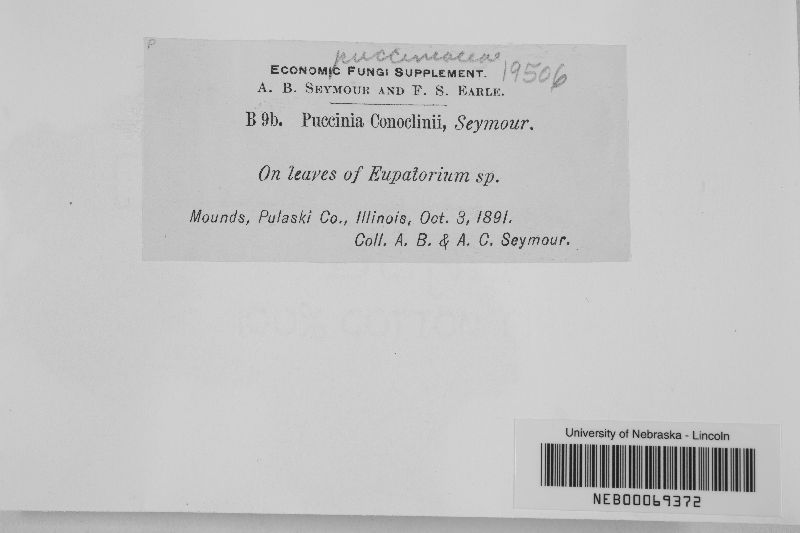 P
pucciniaceae
19506
ECONOMIC FUNGI SUPPLEMENT.
A. B. SEYMOUR AND F. S. EARLE.
B 9b. Puccinia Conoclinii, Seymour.
On leaves of Eupatorium sp.
Mounds, Pulaski Co., Illinois, Oct. 3, 1891.
Coll. A. B. & A. C. Seymour.
University of Nebraska - Lincoln
NEB00069372